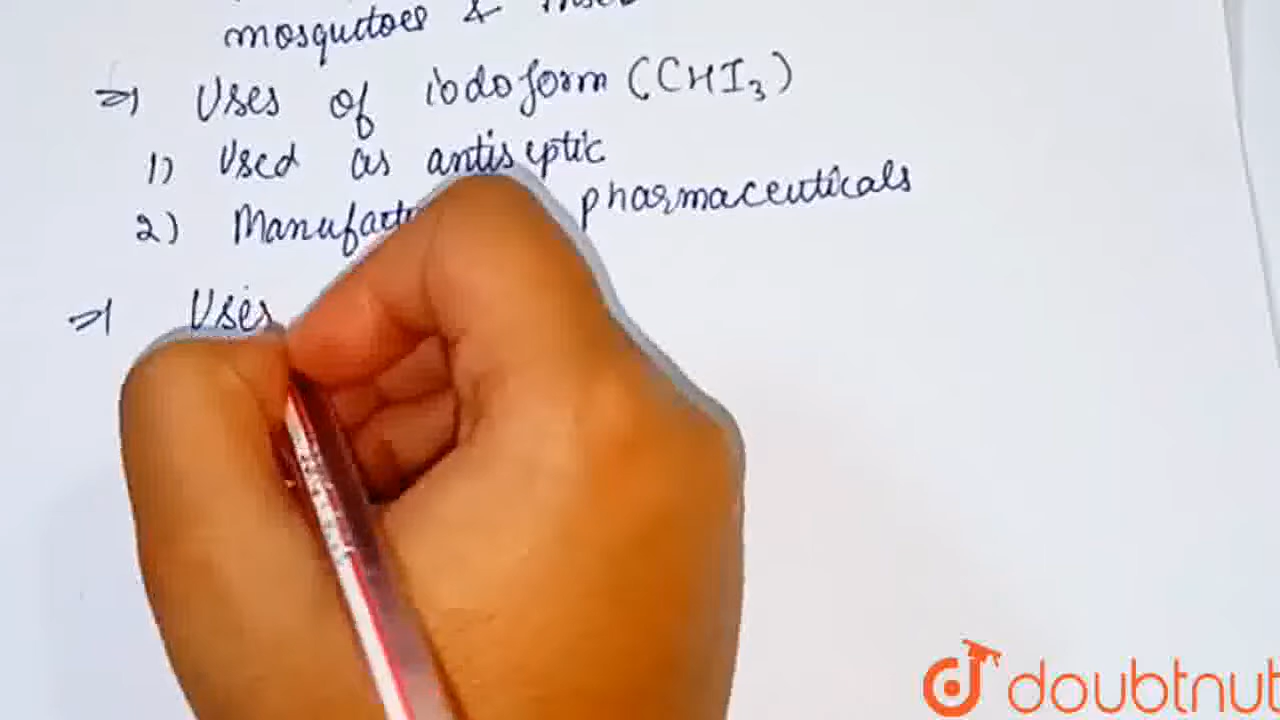 mosquitoes &
⇒ Uses of iodoform (CHI3)
1) Used as antiseptic
2) Manufact pharmaceuticals
⇒ Uses
doubtnut